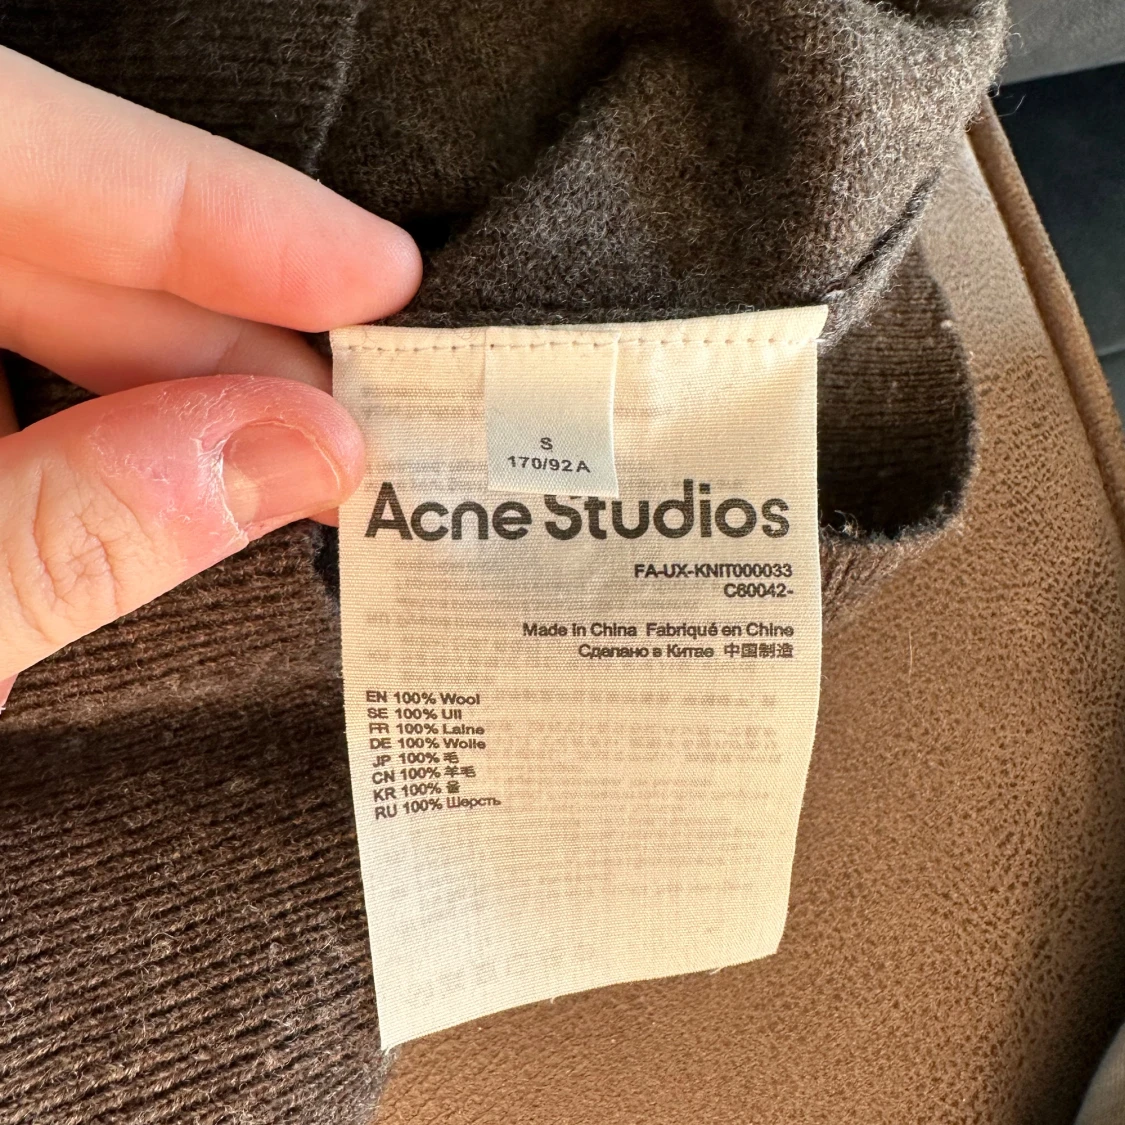 S
170/92A
Acne Studios
FA-UX-KNIT000033
C60042-
Made in China Fabriqué en Chine
Сделано в Китае 中国制造
EN 100% Wool
SE 100% Ull
FR 100% Laine
DE 100% Wolle
JP 100% 毛
CN 100% 羊毛
KR 100% 울
RU 100% Шерсть